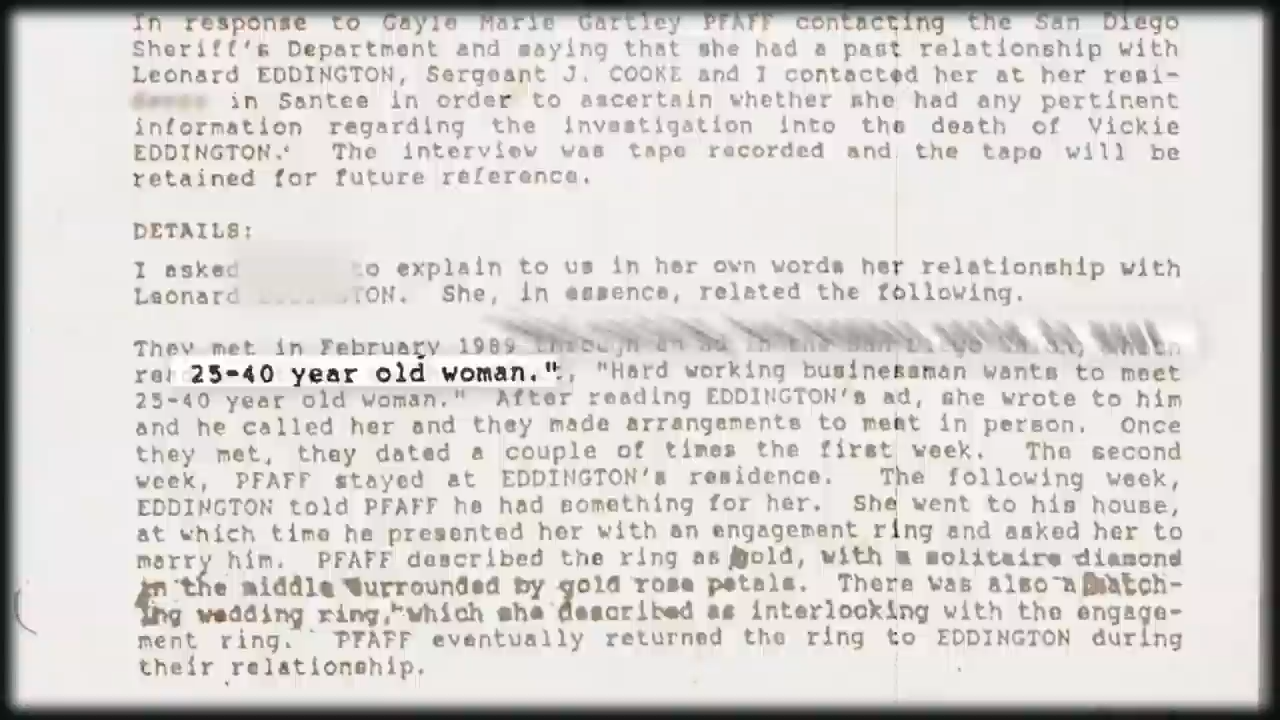 In response to Gayle Marie Gartley PFAFF contacting the San Diego
Sheriff's Department and saying that she had a past relationship with
Leonard EDDINGTON, Sergeant J. COOKE and I contacted her at her resi-
in Santee in order to ascertain whether she had any pertinent
information regarding the investigation into the death of Vickie
EDDINGTON. The interview was tape recorded and the tape will be
retained for future reference.
DETAILS:
I asked to explain to us in her own words her relationship with
Leonard TON. She, in essence, related the following.
They met in February 1989 through an ad in the San Diego
25-40 year old woman." "Hard working businessman wants to meet
25-40 year old woman." After reading EDDINGTON's ad, she wrote to him
and he called her and they made arrangements to meet in person. Once
they met, they dated a couple of times the first week. The second
week, PFAFF stayed at EDDINGTON's residence. The following week,
EDDINGTON told PFAFF he had something for her. She went to his house,
at which time he presented her with an engagement ring and asked her to
marry him. PFAFF described the ring as gold, with a solitaire diamond
in the middle surrounded by gold rose petals. There was also a match-
ing wedding ring, which she described as interlooking with the engage-
ment ring. PFAFF eventually returned the ring to EDDINGTON during
their relationship.